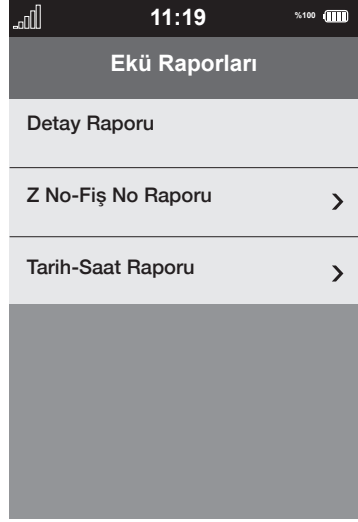 11:19
%100
Ekü Raporları
Detay Raporu
Z No-Fiş No Raporu
Tarih-Saat Raporu